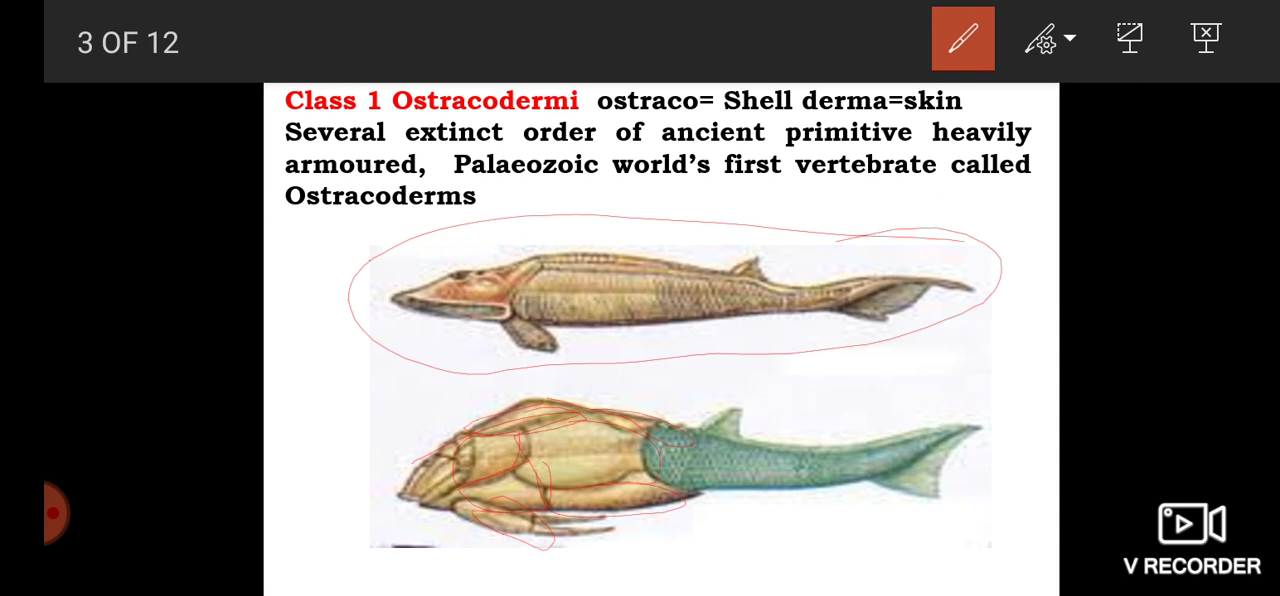 3 OF 12
Class 1 Ostracodermi ostraco= Shell derma=skin
Several extinct order of ancient primitive heavily
armoured, Palaeozoic world’s first vertebrate called
Ostracoderms
V RECORDER